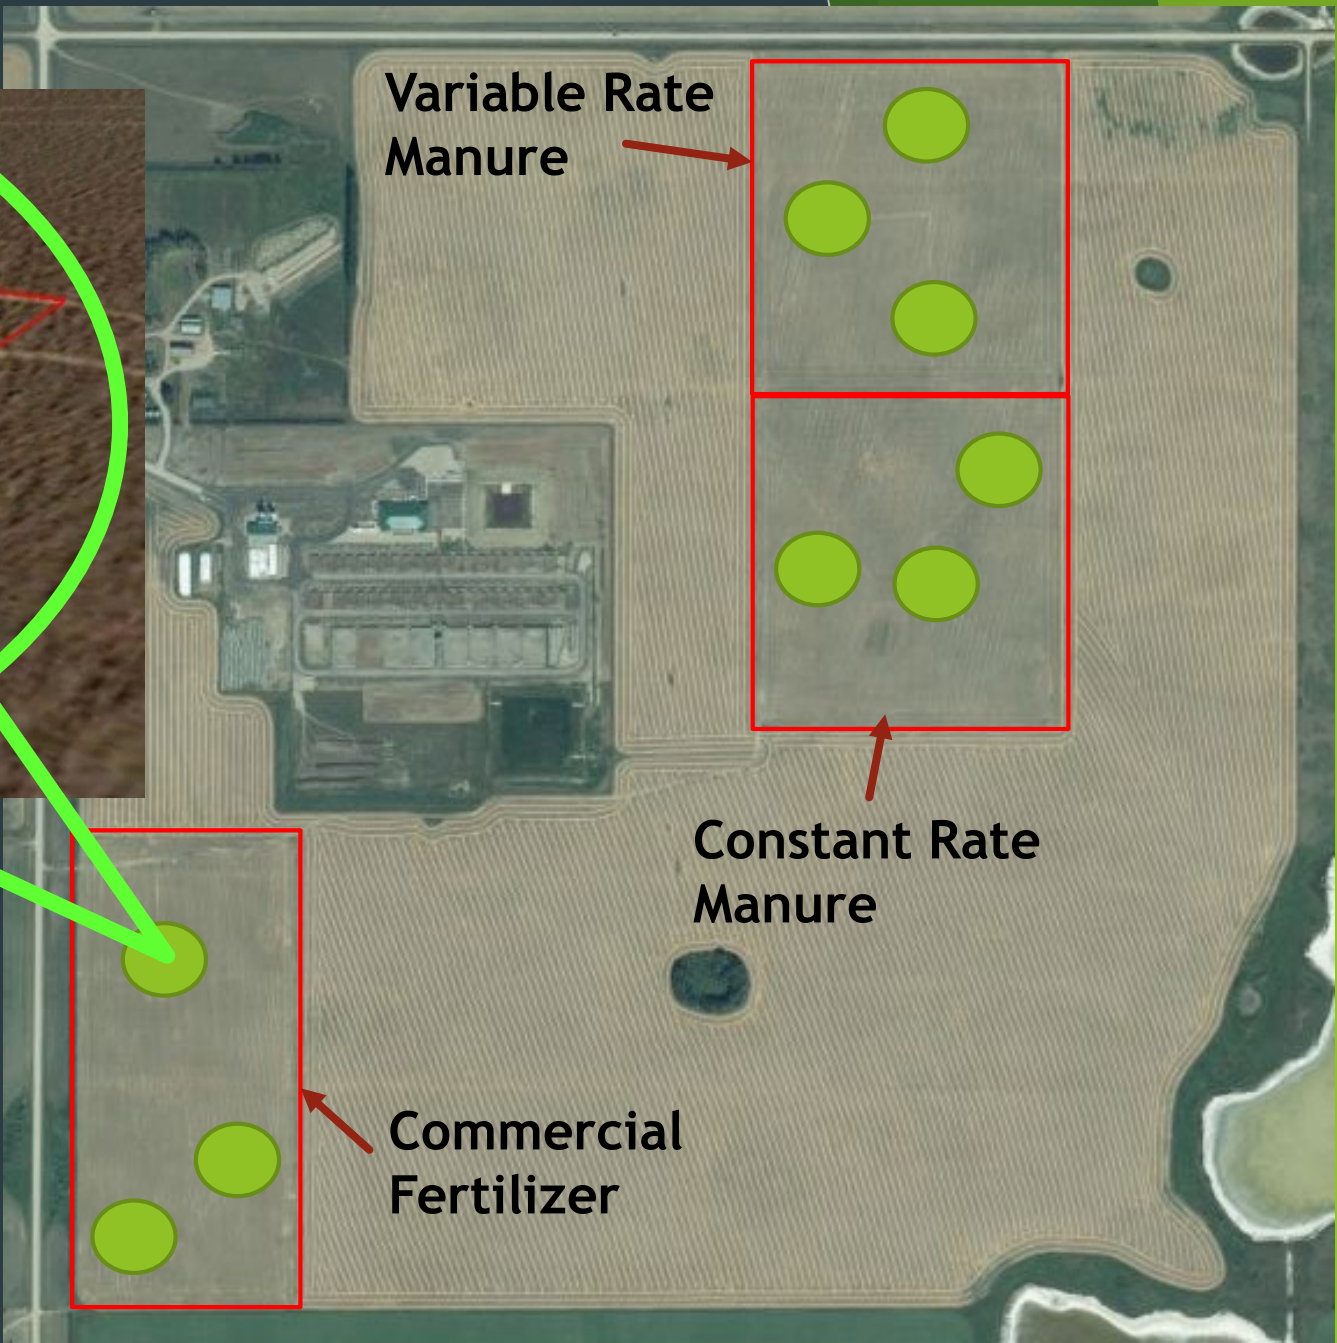 Variable Rate
Manure
Constant Rate
Manure
Commercial
Fertilizer